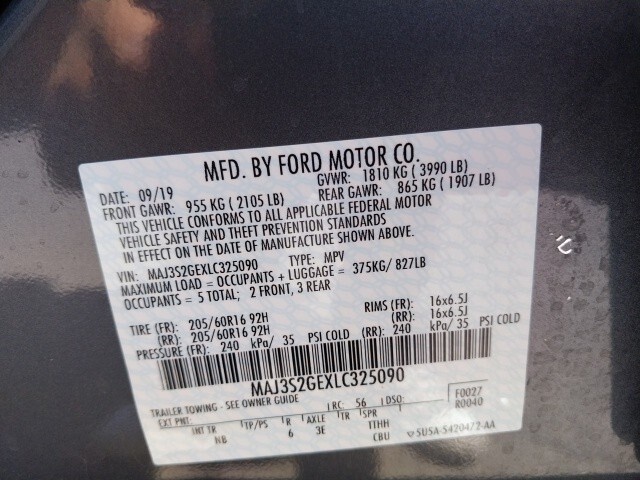 MFD. BY FORD MOTOR CO.
DATE: 09/19 GVWR: 1810 KG ( 3990 LB)
FRONT GAWR: 955 KG ( 2105 LB) REAR GAWR: 865 KG ( 1907 LB)
THIS VEHICLE CONFORMS TO ALL APPLICABLE FEDERAL MOTOR
VEHICLE SAFETY AND THEFT PREVENTION STANDARDS
IN EFFECT ON THE DATE OF MANUFACTURE SHOWN ABOVE.
VIN: MAJ3S2GEXLC325090 TYPE: MPV
MAXIMUM LOAD = OCCUPANTS + LUGGAGE = 375KG/ 827LB
OCCUPANTS = 5 TOTAL; 2 FRONT, 3 REAR
TIRE (FR): 205/60R16 92H RIMS (FR): 16x6.5J
(RR): 205/60R16 92H (RR): 16x6.5J
PRESSURE (FR): 240 kPa/ 35 PSI COLD (RR): 240 kPa/ 35 PSI COLD
MAJ3S2GEXLC325090
TRAILER TOWING - SEE OWNER GUIDE
EXT PNT: RC: 56 DSO: F0027
R0040
INT TR TP/PS R AXLE TR SPR
NB 6 3E 1THH
CBU SU5A-5420472-AA